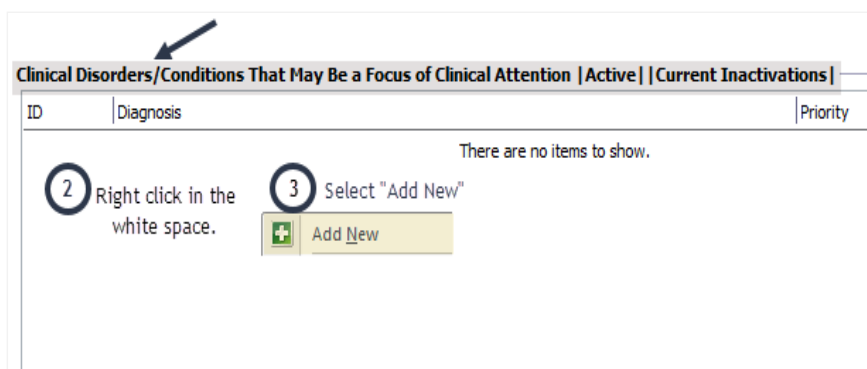 Clinical Disorders/Conditions That May Be a Focus of Clinical Attention |Active| |Current Inactivations|
ID Diagnosis Priority
There are no items to show.
2 Right click in the
white space.
3 Select "Add New"
Add New